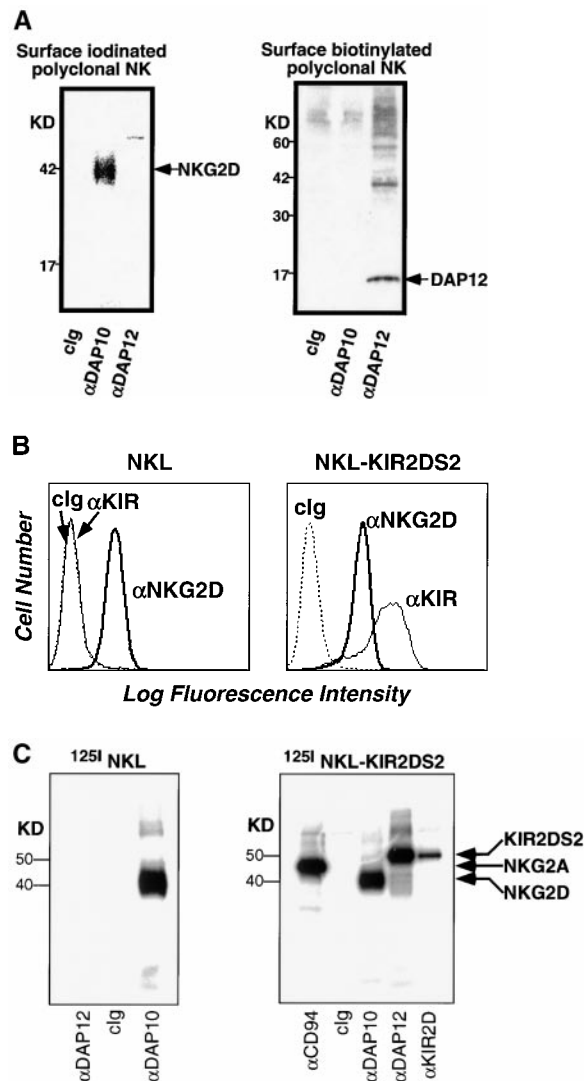 A
Surface iodinated
polyclonal NK
KD
42
17
NKG2D
cIg
αDAP10
αDAP12
Surface biotinylated
polyclonal NK
KD
60
42
30
17
DAP12
cIg
αDAP10
αDAP12
B
NKL
cIg
αKIR
αNKG2D
NKL-KIR2DS2
cIg
αNKG2D
αKIR
Cell Number
Log Fluorescence Intensity
C
125I NKL
KD
50
40
αDAP12
cIg
αDAP10
125I NKL-KIR2DS2
KD
50
40
KIR2DS2
NKG2A
NKG2D
αCD94
cIg
αDAP10
αDAP12
αKIR2D